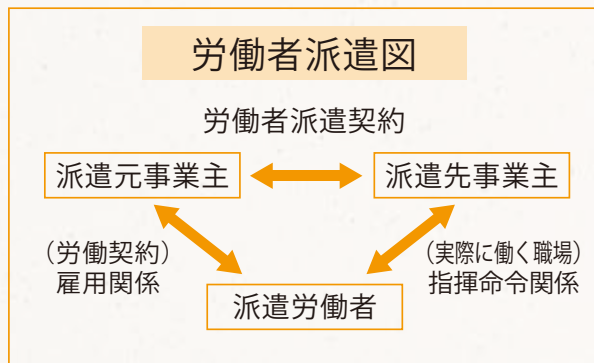 労働者派遣図
労働者派遣契約
派遣元事業主
派遣先事業主
（労働契約）
雇用関係
（実際に働く職場）
指揮命令関係
派遣労働者